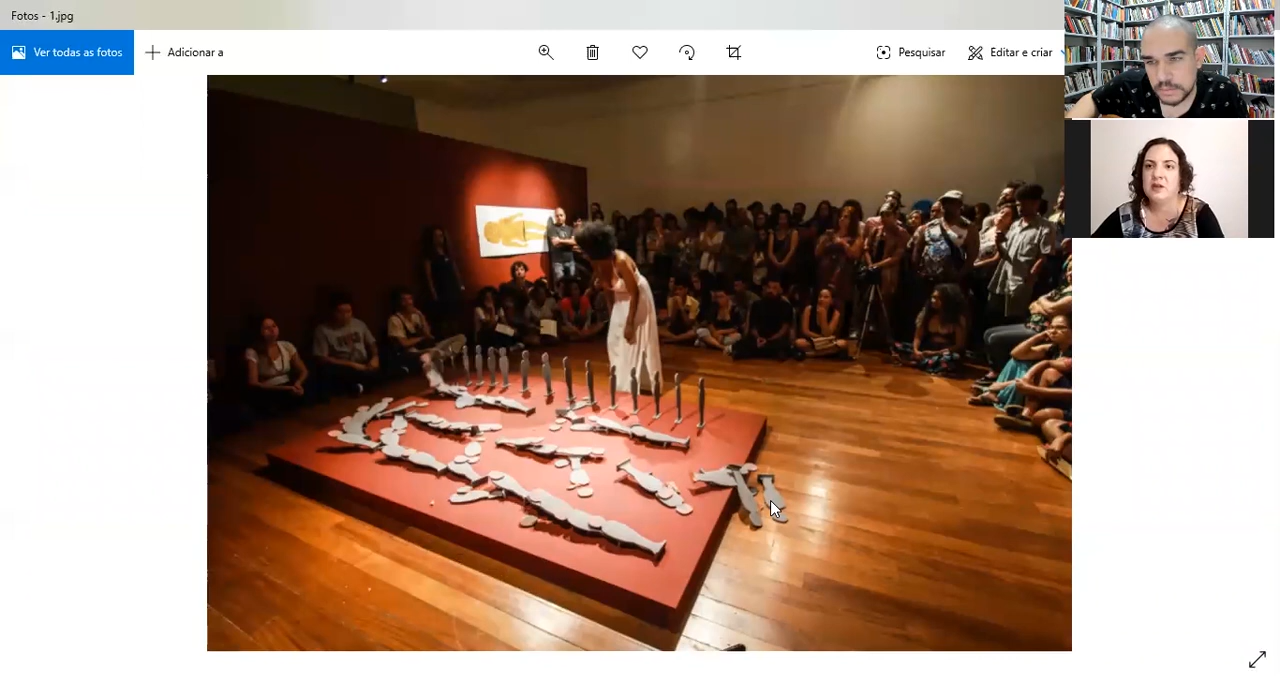 Fotos - 1.jpg
Ver todas as fotos
Adicionar a
Pesquisar
Editar e criar